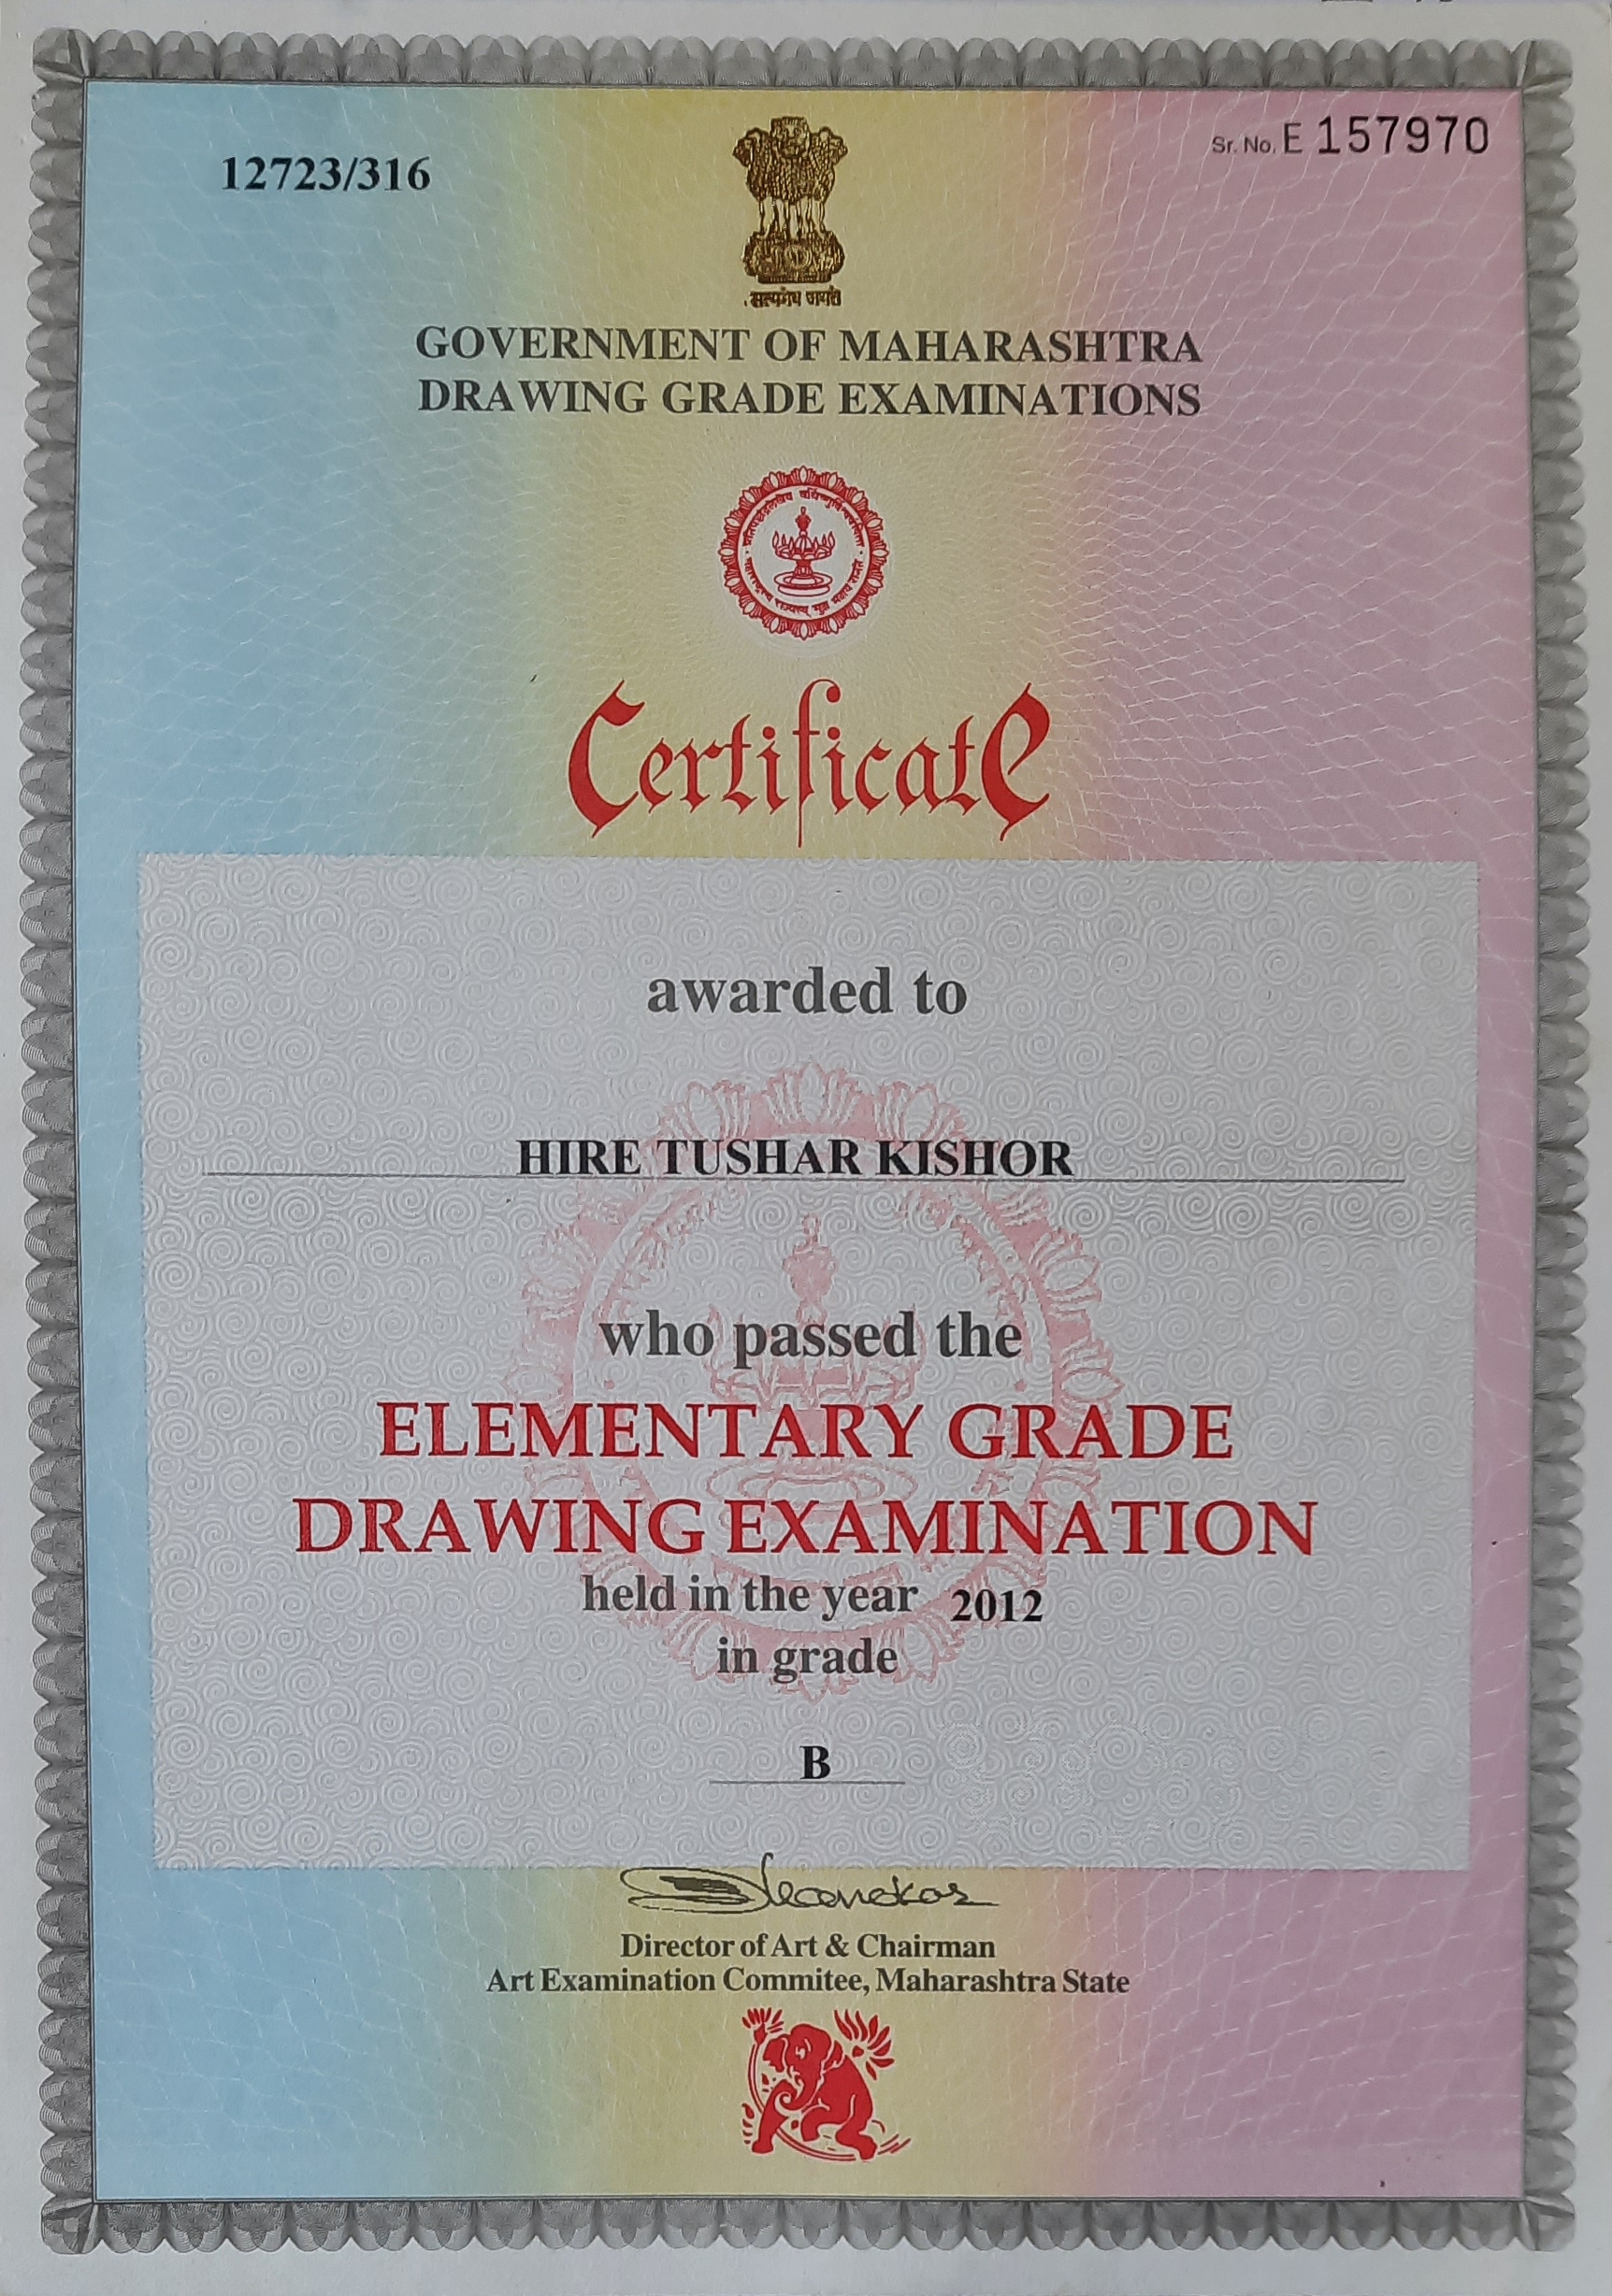 12723/316
Sr. No. E 157970
सत्यमेव जयते
GOVERNMENT OF MAHARASHTRA
DRAWING GRADE EXAMINATIONS
Certificate
awarded to
HIRE TUSHAR KISHOR
who passed the
ELEMENTARY GRADE
DRAWING EXAMINATION
held in the year 2012
in grade
B
Director of Art & Chairman
Art Examination Commitee, Maharashtra State